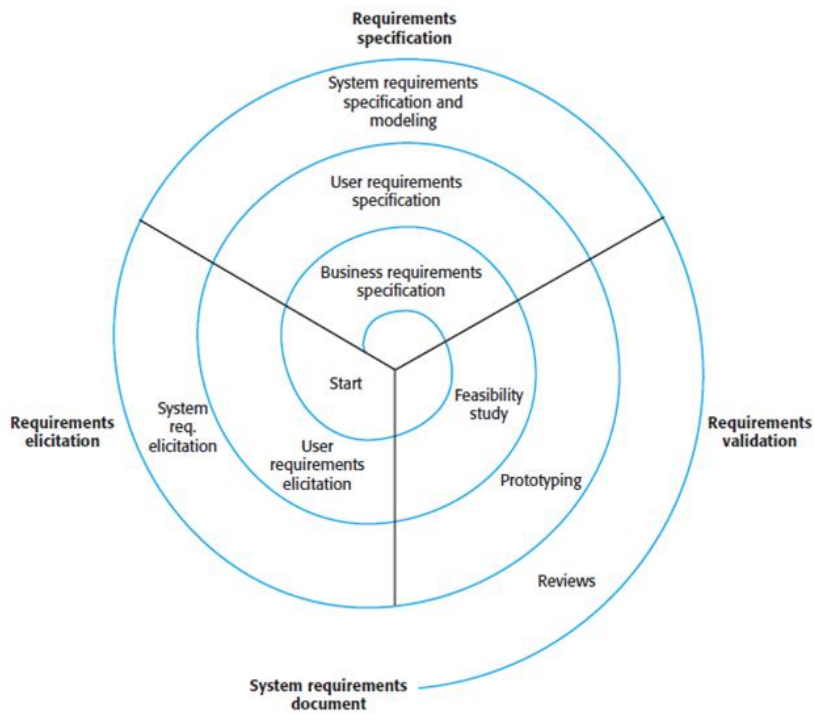 Requirements
specification
System requirements
specification and
modeling
User requirements
specification
Business requirements
specification
Start
Feasibility
study
System
req.
elicitation
Requirements
elicitation
Requirements
validation
User
requirements
elicitation
Prototyping
Reviews
System requirements
document